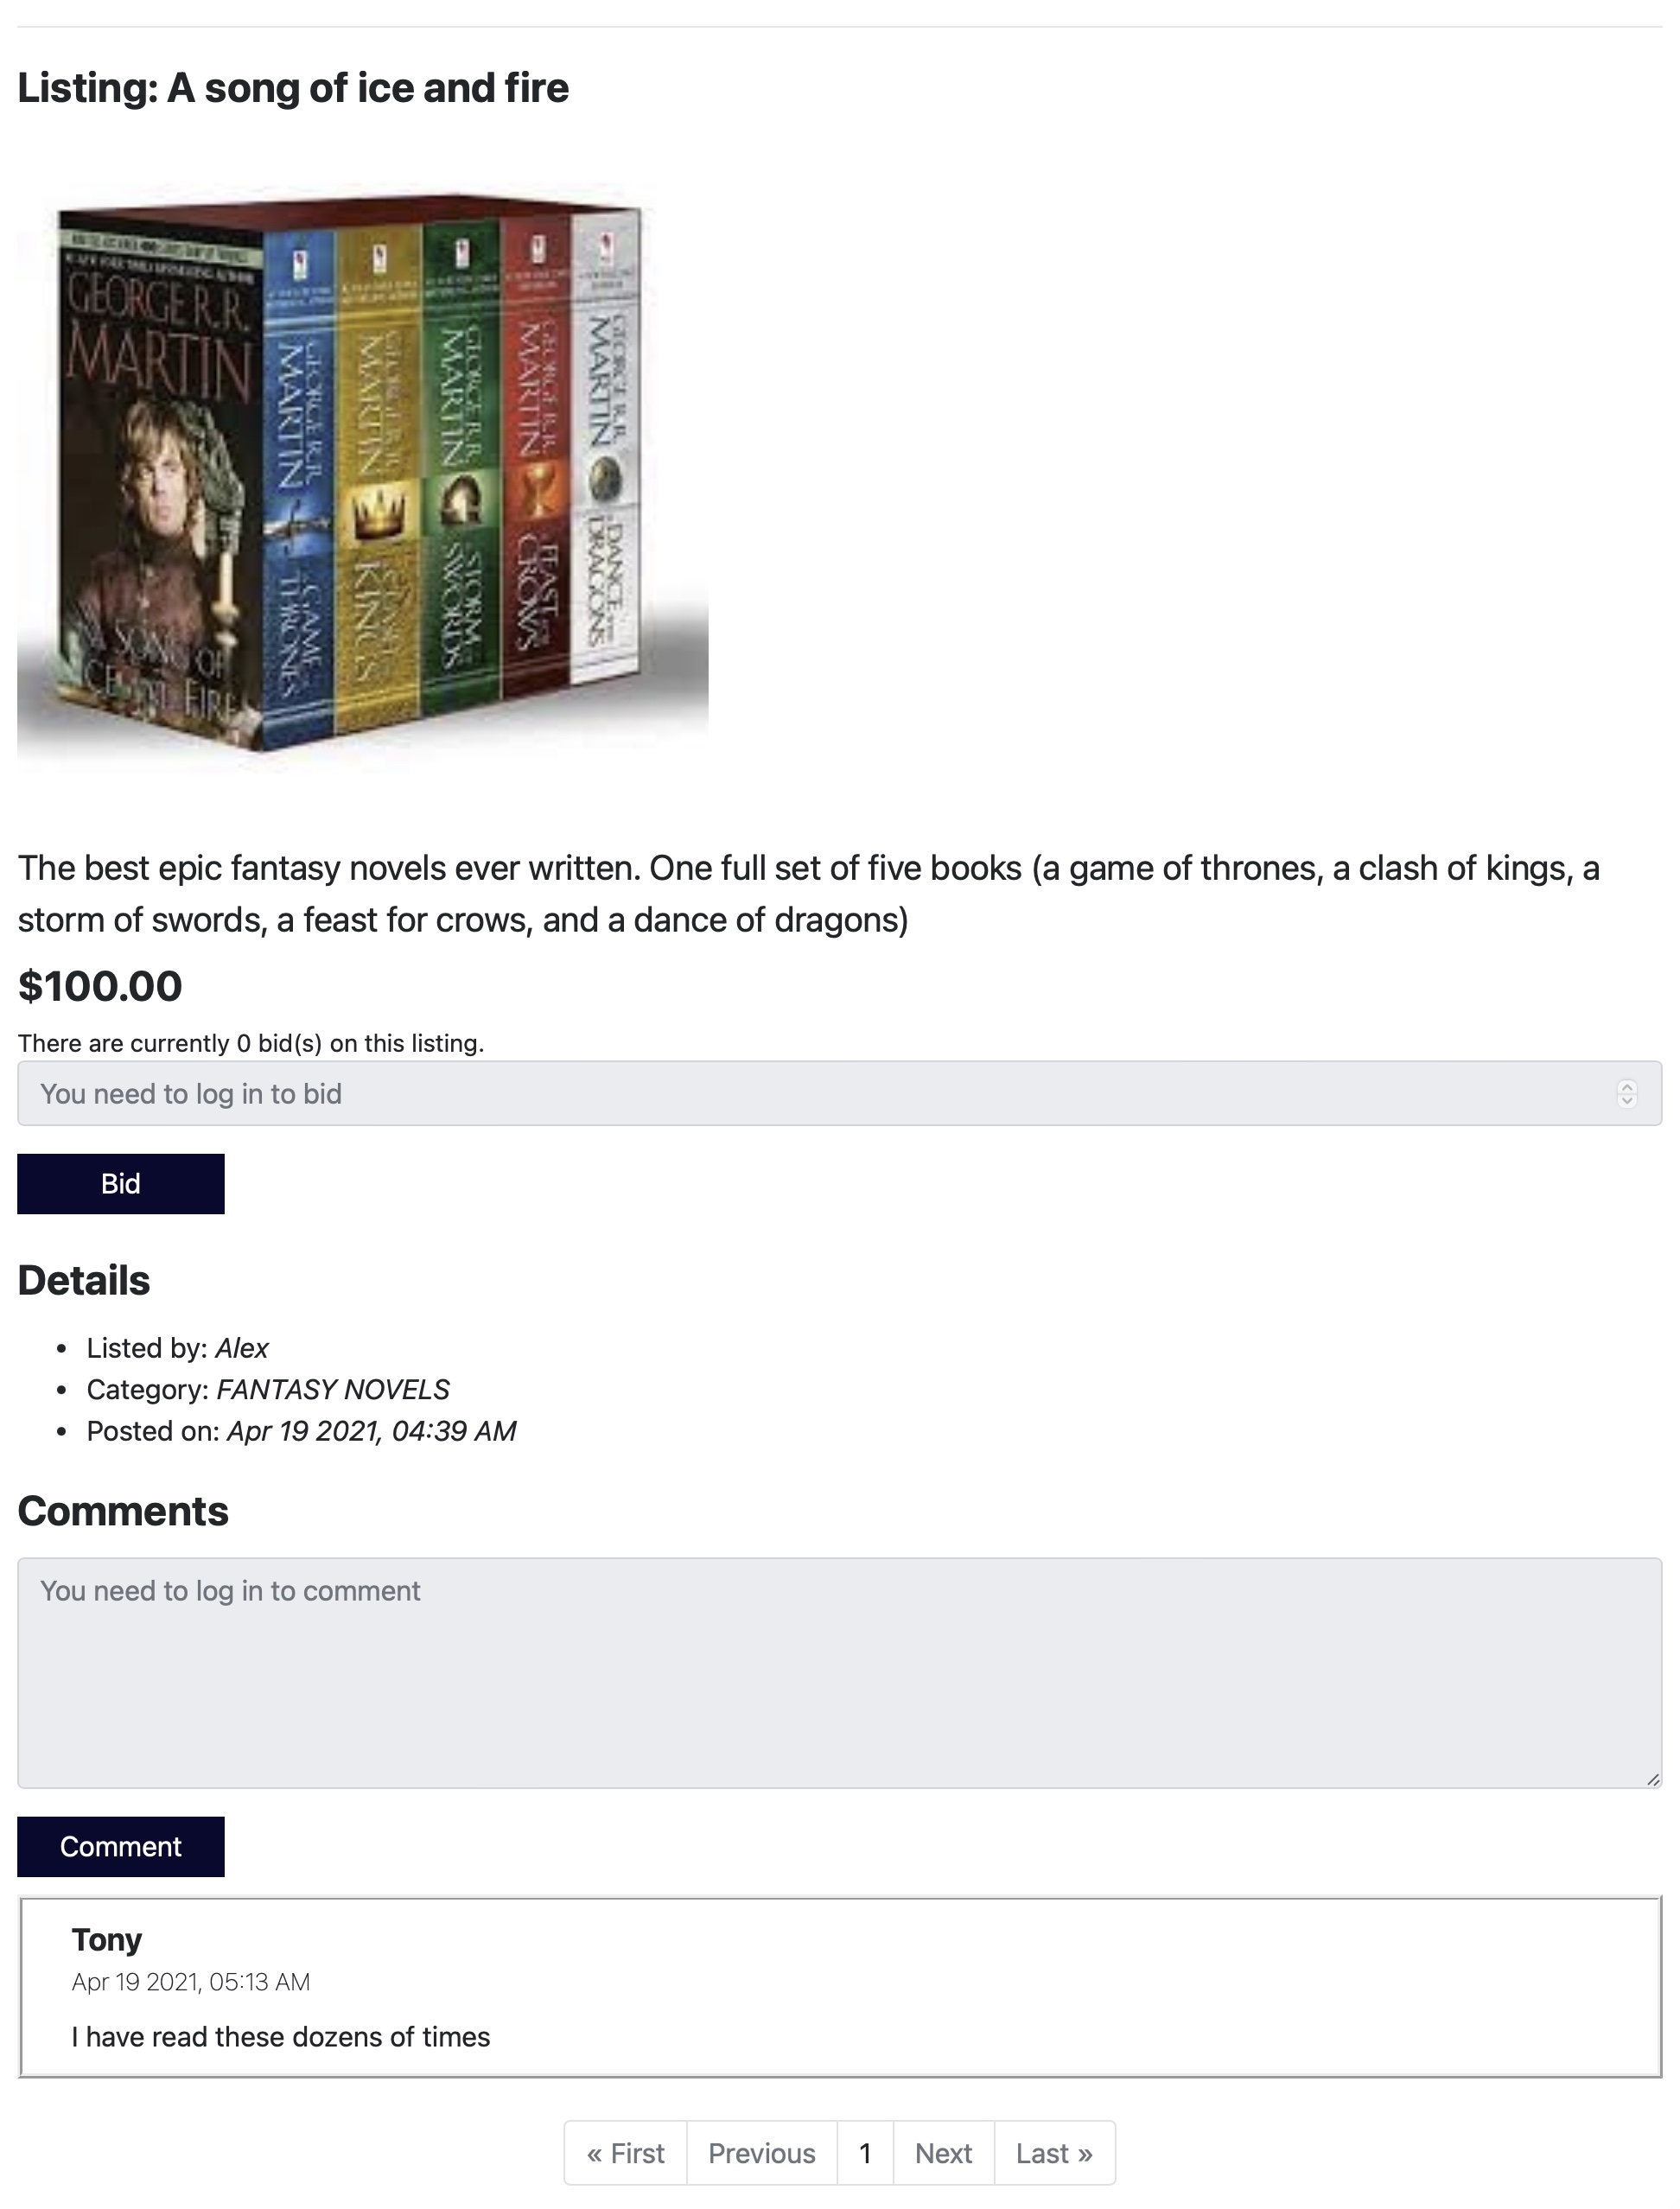 Listing: A song of ice and fire
GEORGE R.R.
MARTIN
A SONG OF
ICE AND FIRE
GEORGE R.R.
MARTIN
A GAME OF
THRONES
GEORGE R.R.
MARTIN
KINGS
GEORGE R.R.
MARTIN
STORM
SWORDS
GEORGE R.R.
MARTIN
FEAST
CROWS
GEORGE R.R.
MARTIN
DANCE
DRAGONS
The best epic fantasy novels ever written. One full set of five books (a game of thrones, a clash of kings, a
storm of swords, a feast for crows, and a dance of dragons)
$100.00
There are currently 0 bid(s) on this listing.
You need to log in to bid
Bid
Details
• Listed by: Alex
• Category: FANTASY NOVELS
• Posted on: Apr 19 2021, 04:39 AM
Comments
You need to log in to comment
Comment
Tony
Apr 19 2021, 05:13 AM
I have read these dozens of times
« First Previous 1 Next Last »